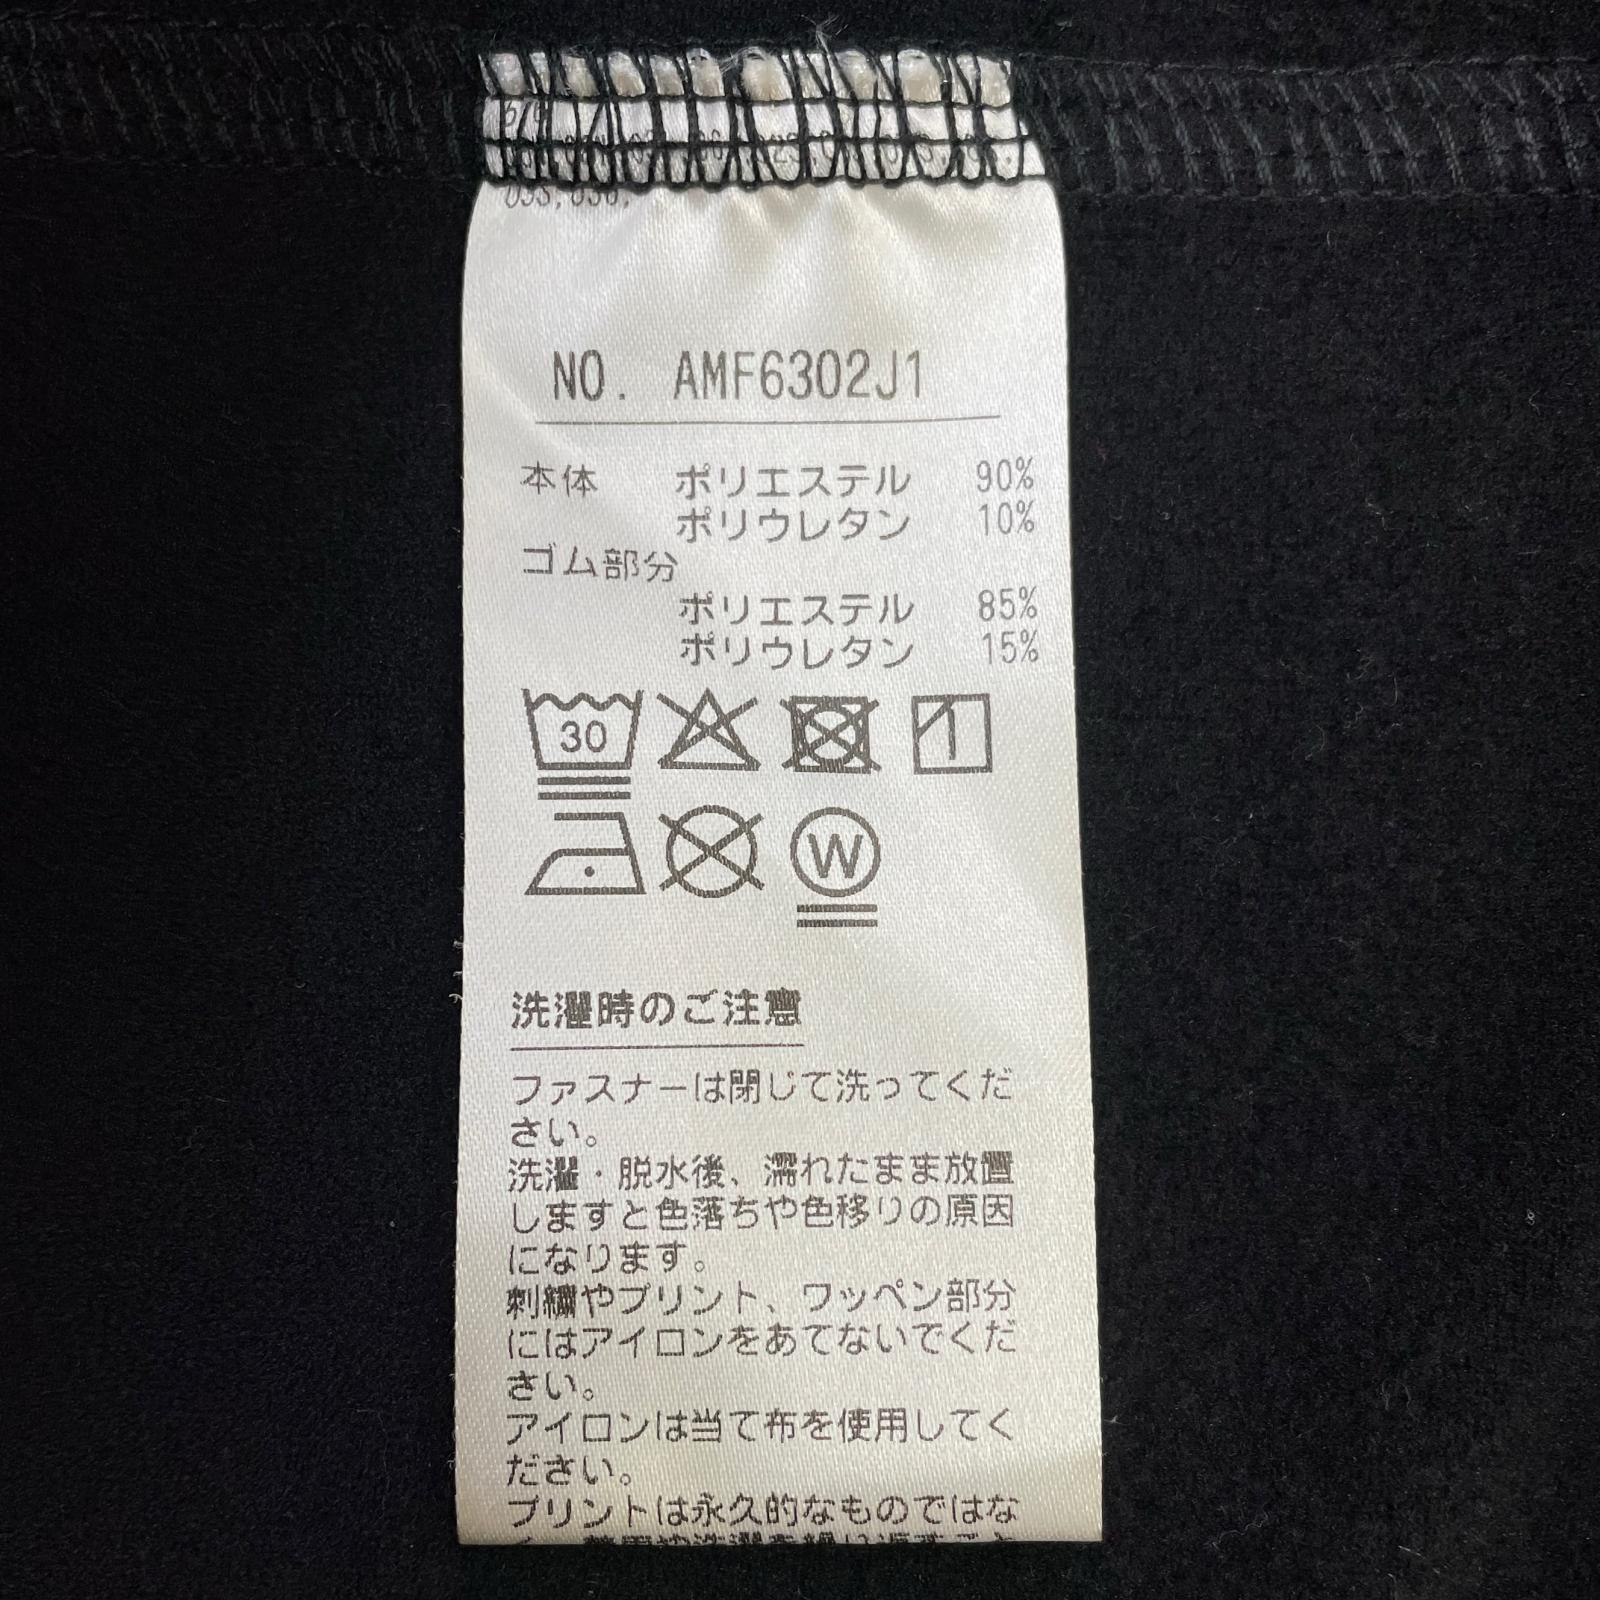 035,036,
NO. AMF6302J1
本体 ポリエステル 90%
ポリウレタン 10%
ゴム部分
ポリエステル 85%
ポリウレタン 15%
30
1
W
洗濯時のご注意
ファスナーは閉じて洗ってくだ
さい。
洗濯・脱水後、濡れたまま放置
しますと色落ちや色移りの原因
になります。
刺繍やプリント、ワッペン部分
にはアイロンをあてないでくだ
さい。
アイロンは当て布を使用してく
ださい。
プリントは永久的なものではな